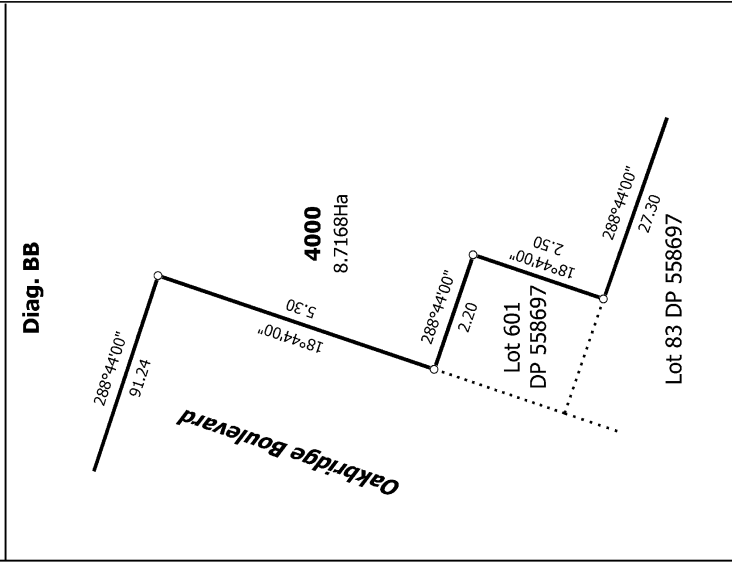 Diag. BB
288°44'00"
91.24
Oakbridge Boulevard
5.30
18°44'00"
4000
8.7168Ha
288°44'00"
2.20
2.50
18°44'00"
Lot 601
DP 558697
288°44'00"
27.30
Lot 83 DP 558697